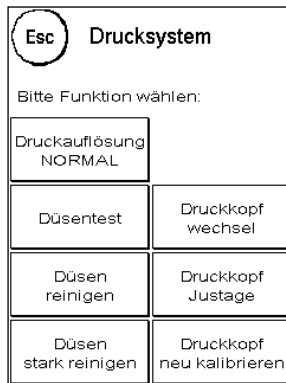 Esc Drucksystem
Bitte Funktion wählen:
Druckauflösung
NORMAL
Düsentest
Druckkopf
wechsel
Düsen
reinigen
Druckkopf
Justage
Düsen
stark reinigen
Druckkopf
neu kalibrieren